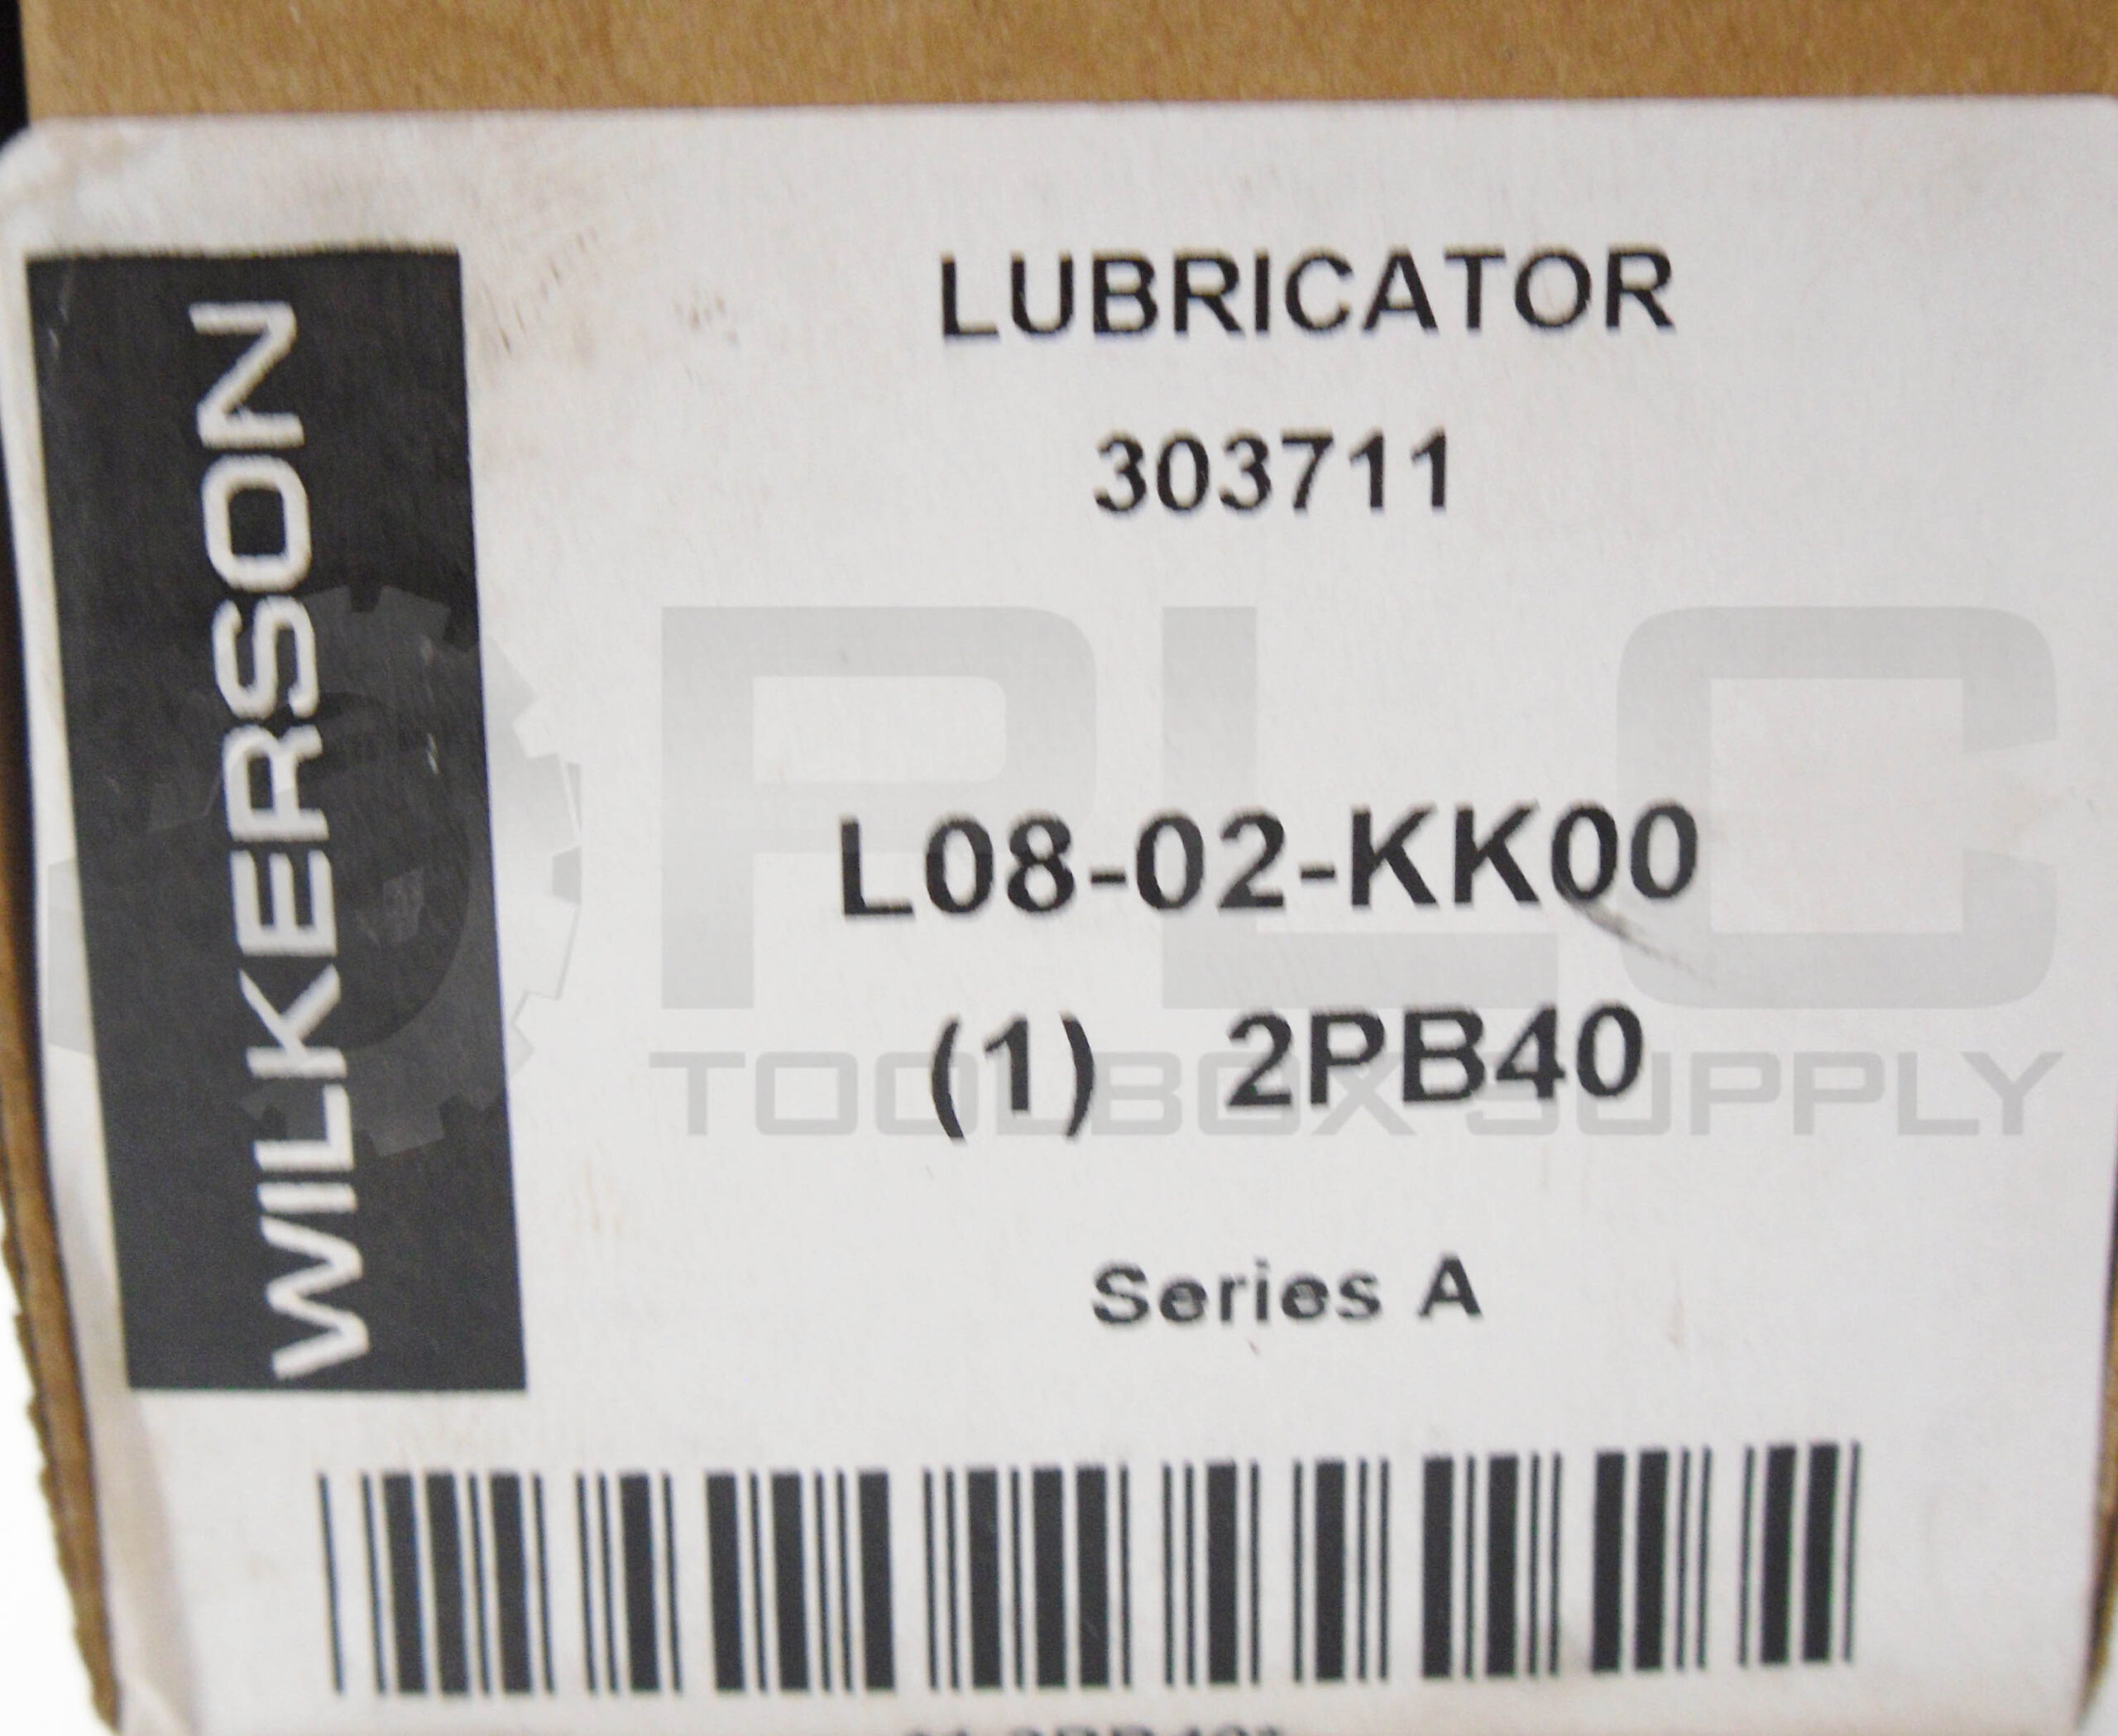 WILKERSON
LUBRICATOR
303711
L08-02-KK00
(1) 2PB40
Series A
PLC
TOOLBOX SUPPLY